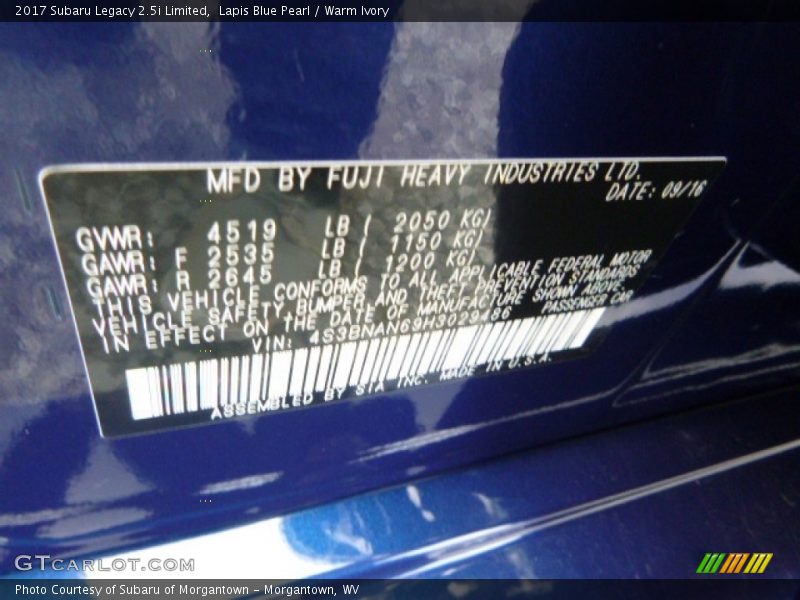 2017 Subaru Legacy 2.5i Limited,  Lapis Blue Pearl / Warm Ivory
MFD BY FUJI HEAVY INDUSTRIES LTD.
DATE: 09/16
GVWR: 4519 LB ( 2050 KG)
GAWR: F 2535 LB ( 1150 KG)
GAWR: R 2645 LB ( 1200 KG)
THIS VEHICLE CONFORMS TO ALL APPLICABLE FEDERAL MOTOR
VEHICLE SAFETY,BUMPER,AND THEFT PREVENTION STANDARDS
IN EFFECT ON THE DATE OF MANUFACTURE SHOWN ABOVE.
VIN: 4S3BNAN69H3029486 PASSENGER CAR
ASSEMBLED BY SIA INC. MADE IN U.S.A.
GTCARLOT.COM
Photo Courtesy of Subaru of Morgantown – Morgantown, WV